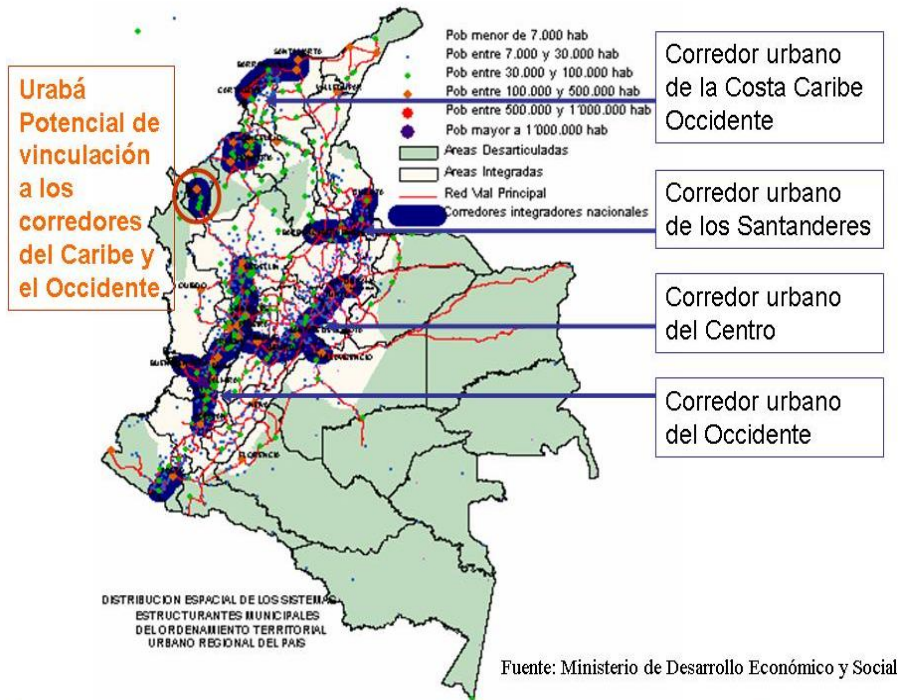 Urabá
Potencial de
vinculación
a los
corredores
del Caribe y
el Occidente
Pob menor de 7.000 hab
Pob entre 7.000 y 30.000 hab
Pob entre 30.000 y 100.000 hab
Pob entre 100.000 y 500.000 hab
Pob entre 500.000 y 1'000.000 hab
Pob mayor a 1'000.000 hab
Areas Desarticuladas
Areas Integradas
Red Vial Principal
Corredores integradores nacionales
Corredor urbano
de la Costa Caribe
Occidente
Corredor urbano
de los Santanderes
Corredor urbano
del Centro
Corredor urbano
del Occidente
FLORENCIO
DISTRIBUCION ESPACIAL DE LOS SISTEMAS
ESTRUCTURANTES MUNICIPALES
DEL ORDENAMIENTO TERRITORIAL
URBANO REGIONAL DEL PAIS
Fuente: Ministerio de Desarrollo Económico y Social